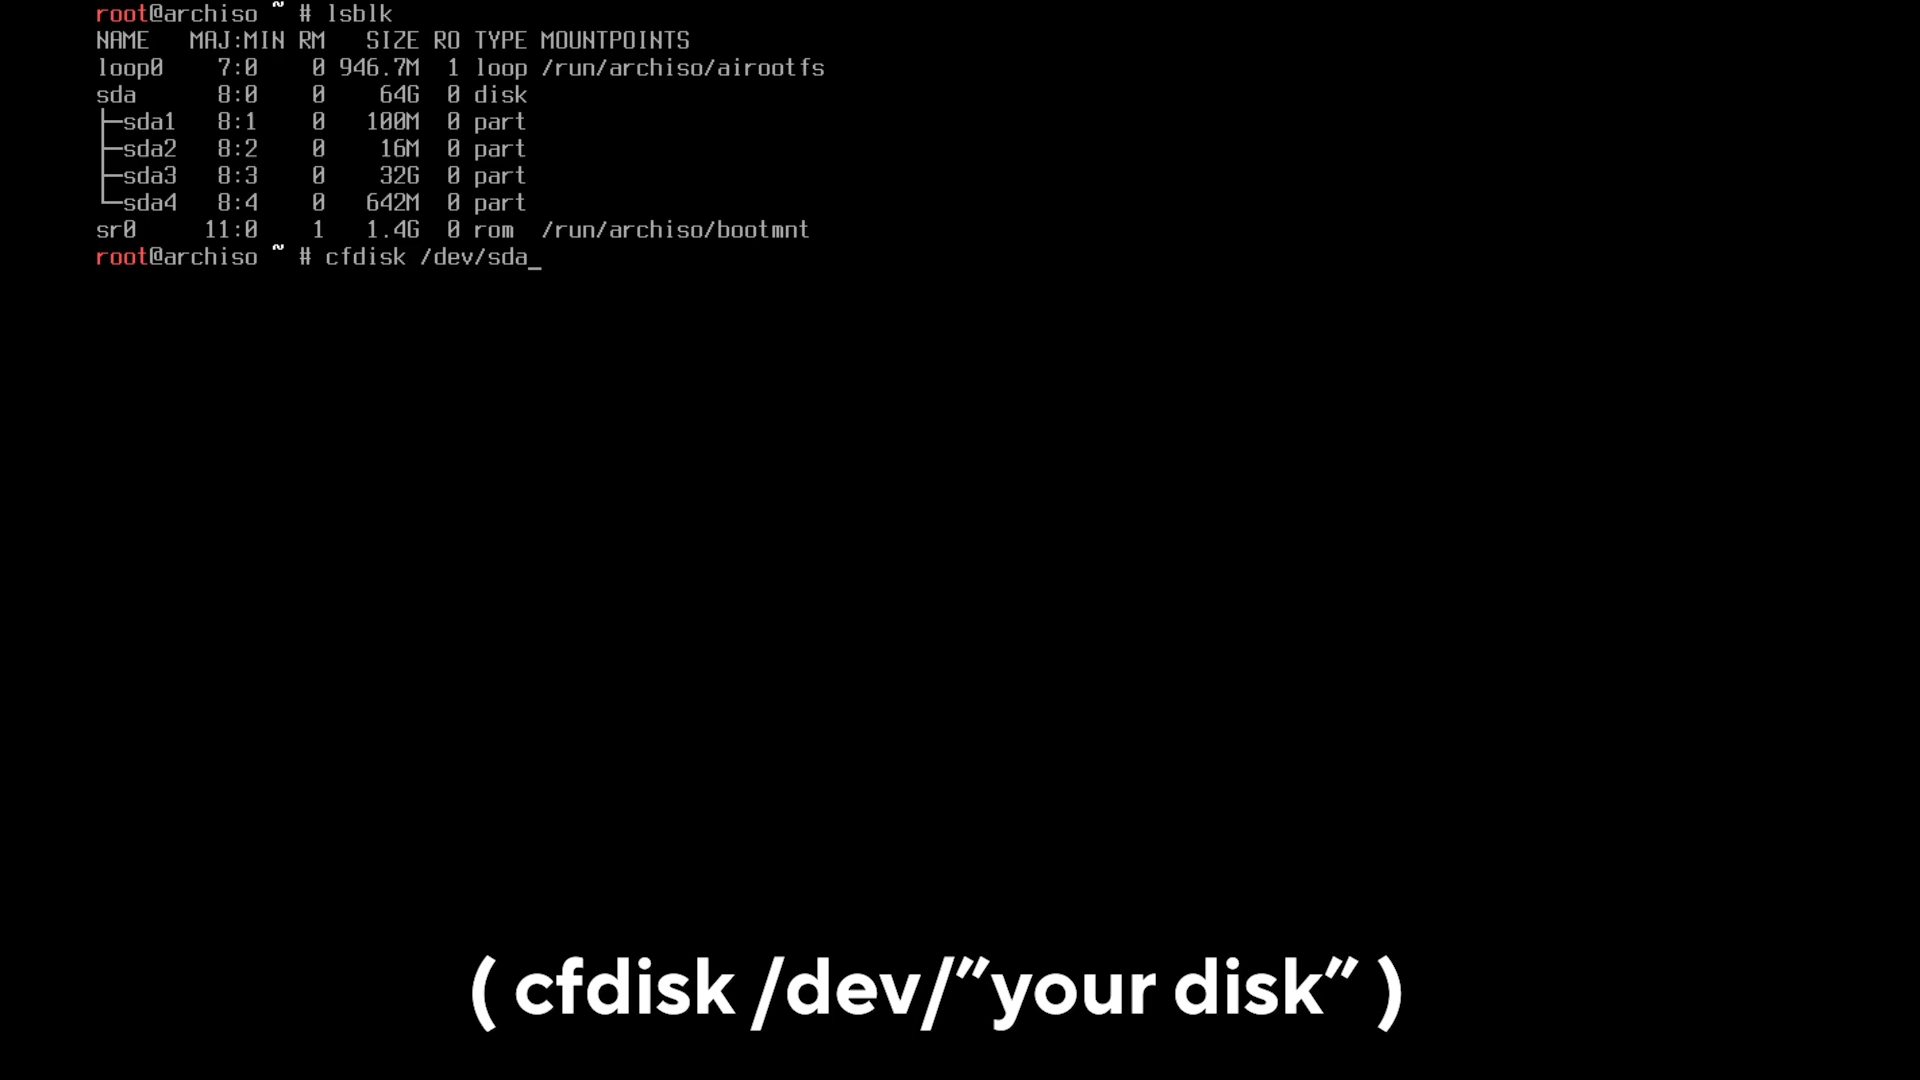 root@archiso ~ # lsblk
NAME   MAJ:MIN RM   SIZE RO TYPE MOUNTPOINTS
loop0    7:0    0 946.7M  1 loop /run/archiso/airootfs
sda      8:0    0    64G  0 disk
├─sda1   8:1    0   100M  0 part
├─sda2   8:2    0    16M  0 part
├─sda3   8:3    0    32G  0 part
└─sda4   8:4    0   642M  0 part
sr0     11:0    1   1.4G  0 rom  /run/archiso/bootmnt
root@archiso ~ # cfdisk /dev/sda_
( cfdisk /dev/"your disk" )